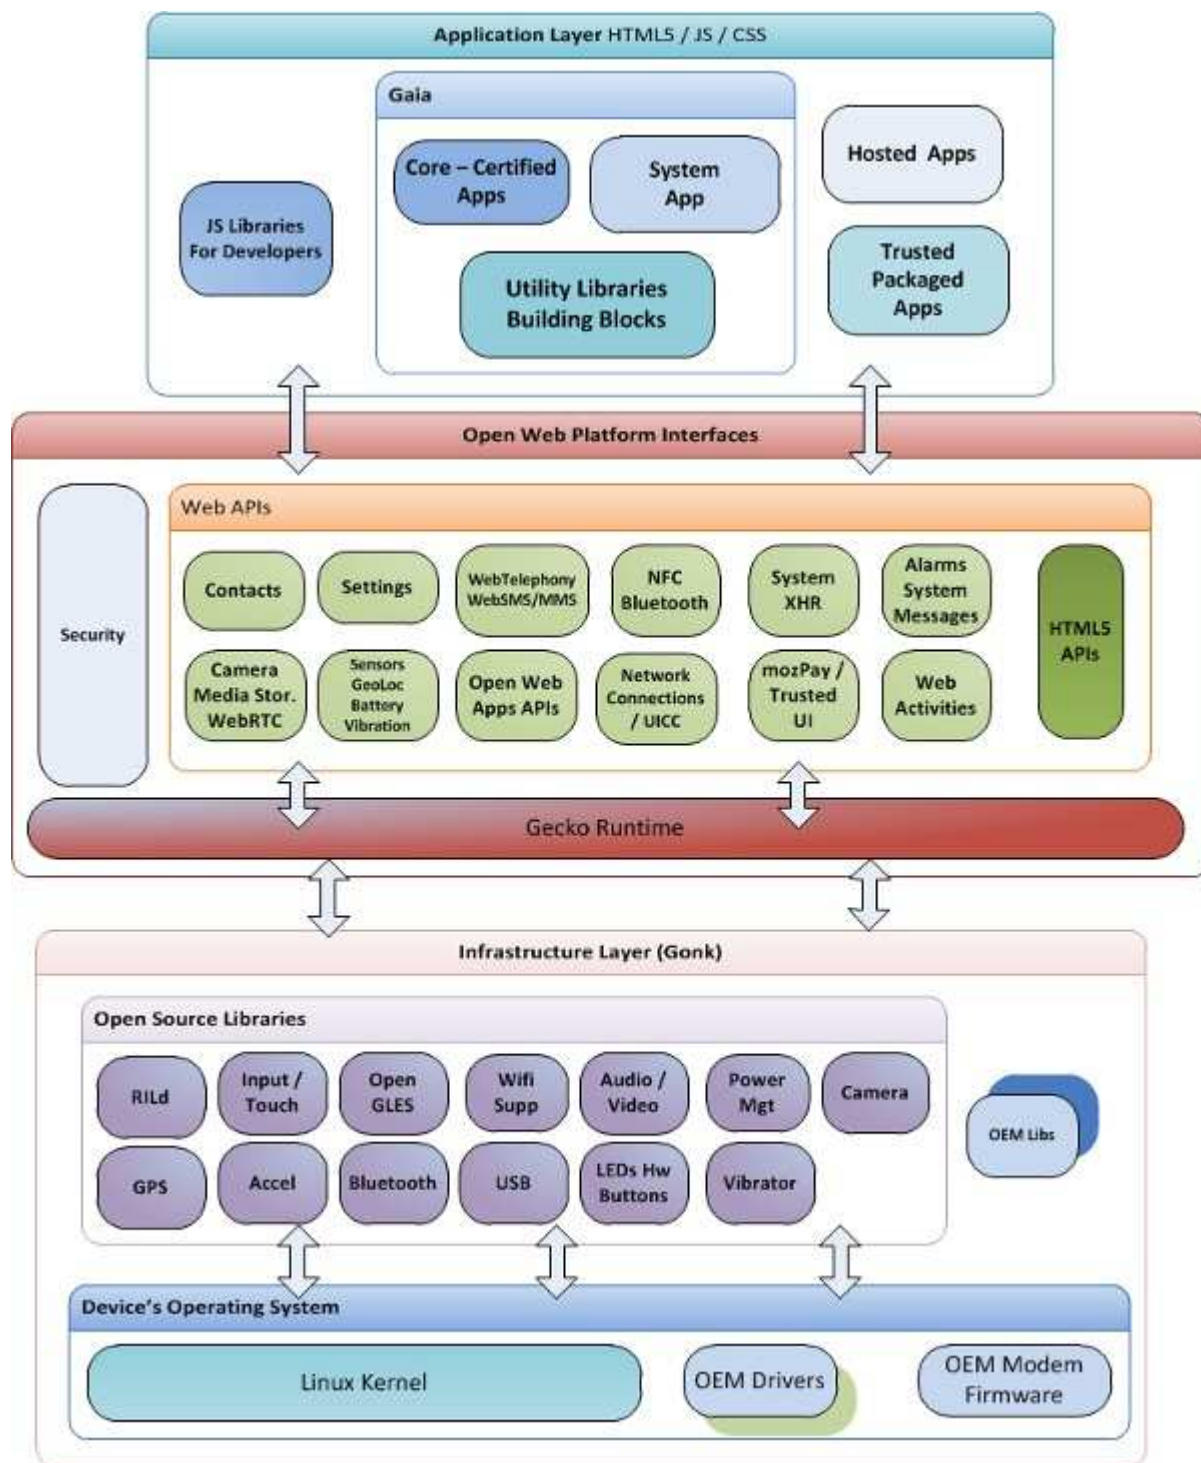 Application Layer HTML5 / JS / CSS
Gaia
Core – Certified
Apps
System
App
Hosted Apps
JS Libraries
For Developers
Utility Libraries
Building Blocks
Trusted
Packaged
Apps
Open Web Platform Interfaces
Security
Web APIs
Contacts
Settings
WebTelephony
WebSMS/MMS
NFC
Bluetooth
System
XHR
Alarms
System
Messages
HTML5
APIs
Camera
Media Stor.
WebRTC
Sensors
GeoLoc
Battery
Vibration
Open Web
Apps APIs
Network
Connections
/ UICC
mozPay /
Trusted
UI
Web
Activities
Gecko Runtime
Infrastructure Layer (Gonk)
Open Source Libraries
RILd
Input /
Touch
Open
GLES
Wifi
Supp
Audio /
Video
Power
Mgt
Camera
OEM Libs
GPS
Accel
Bluetooth
USB
LEDs Hw
Buttons
Vibrator
Device's Operating System
Linux Kernel
OEM Drivers
OEM Modem
Firmware